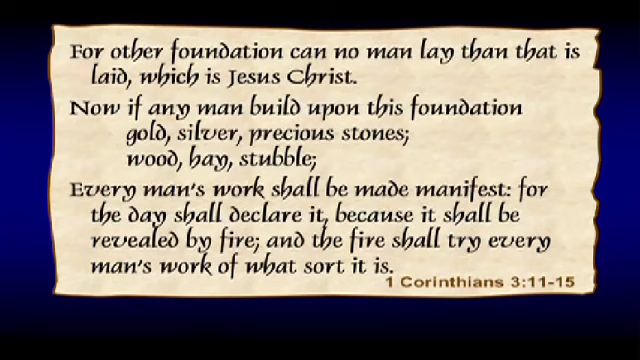 For other foundation can no man lay than that is
laid, which is Jesus Christ.
Now if any man build upon this foundation
gold, silver, precious stones;
wood, hay, stubble;
Every man's work shall be made manifest: for
the day shall declare it, because it shall be
revealed by fire; and the fire shall try every
man's work of what sort it is.
1 Corinthians 3:11-15